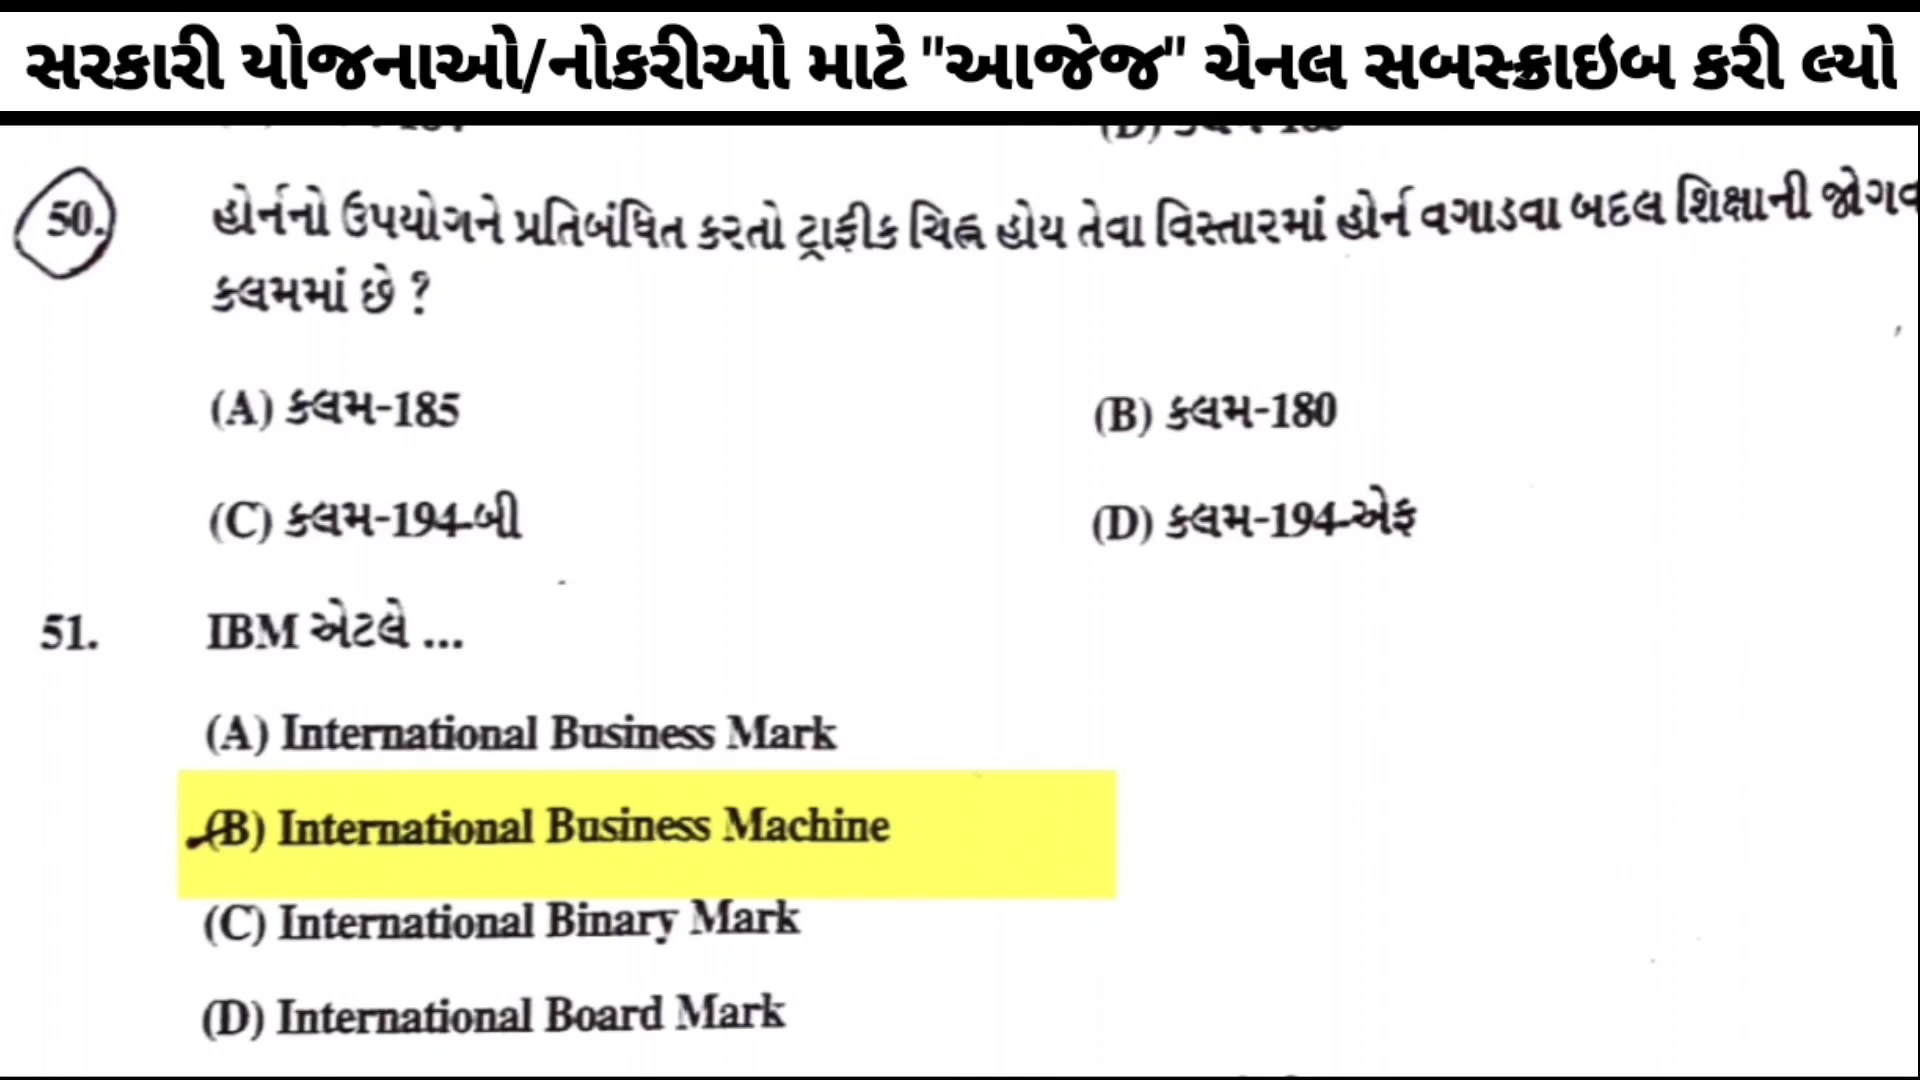 સરકારી યોજનાઓ/નોકરીઓ માટે "આજેજ" ચેનલ સબસ્ક્રાઇબ કરી લ્યો
50. હોર્નનો ઉપયોગને પ્રતિબંધિત કરતો ટ્રાફીક ચિહ્ન હોય તેવા વિસ્તારમાં હોર્ન વગાડવા બદલ શિક્ષાની
કલમમાં છે ?
(A) કલમ-185 (B) કલમ-180
(C) કલમ-194-બી (D) કલમ-194-એફ
51. IBM એટલે ...
(A) International Business Mark
(B) International Business Machine
(C) International Binary Mark
(D) International Board Mark